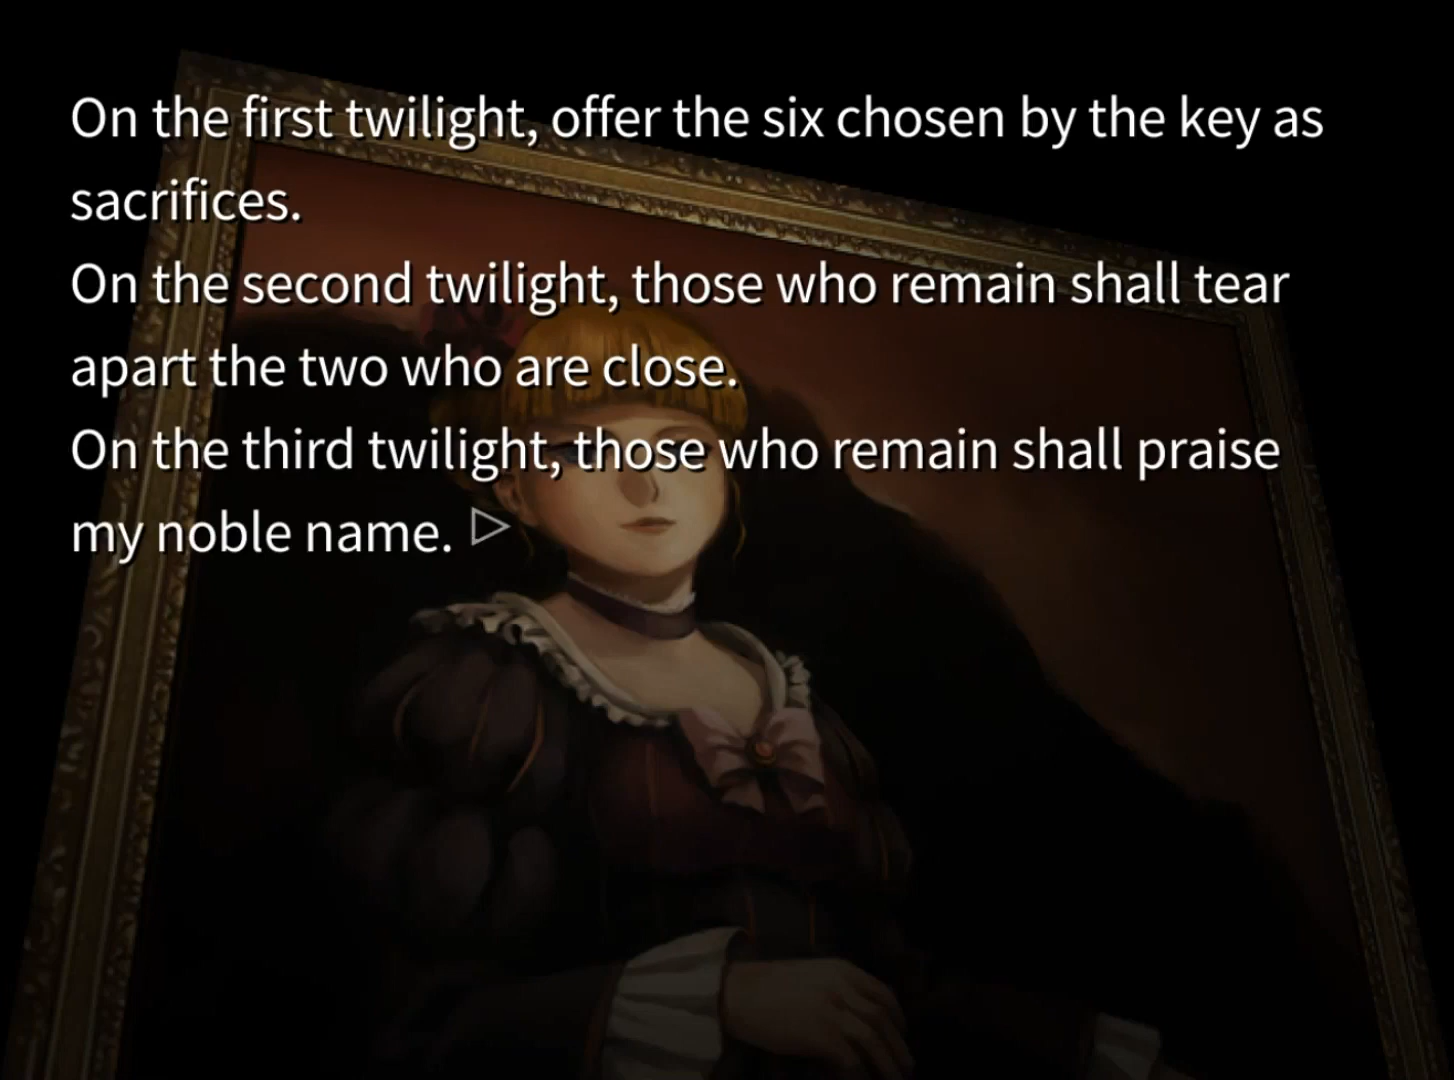 On the first twilight, offer the six chosen by the key as
sacrifices.
On the second twilight, those who remain shall tear
apart the two who are close.
On the third twilight, those who remain shall praise
my noble name.